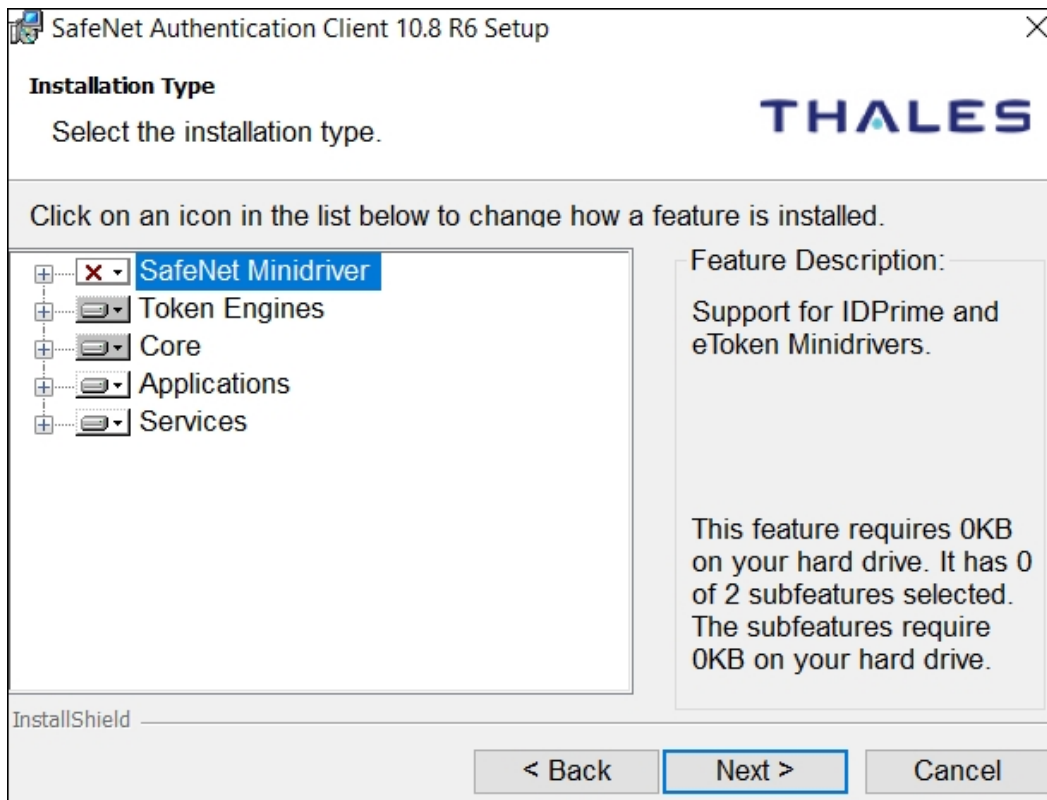 SafeNet Authentication Client 10.8 R6 Setup
Installation Type
Select the installation type.
THALES
Click on an icon in the list below to change how a feature is installed.
SafeNet Minidriver
Token Engines
Core
Applications
Services
Feature Description:
Support for IDPrime and
eToken Minidrivers.
This feature requires 0KB
on your hard drive. It has 0
of 2 subfeatures selected.
The subfeatures require
0KB on your hard drive.
InstallShield
< Back
Next >
Cancel